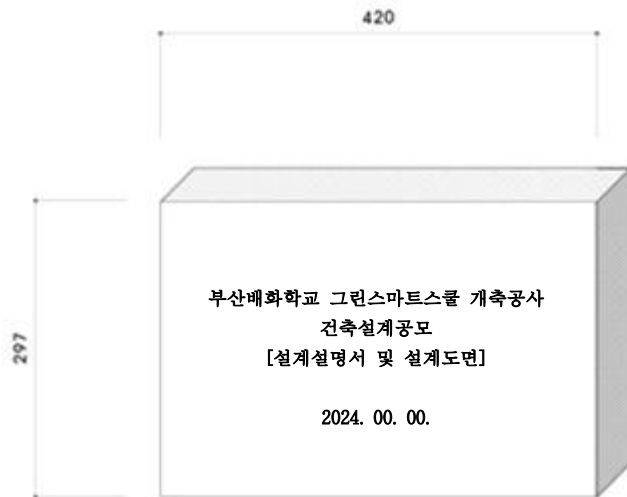 420
297
부산배화학교 그린스마트스쿨 개축공사
건축설계공모
[설계설명서 및 설계도면]
2024. 00. 00.